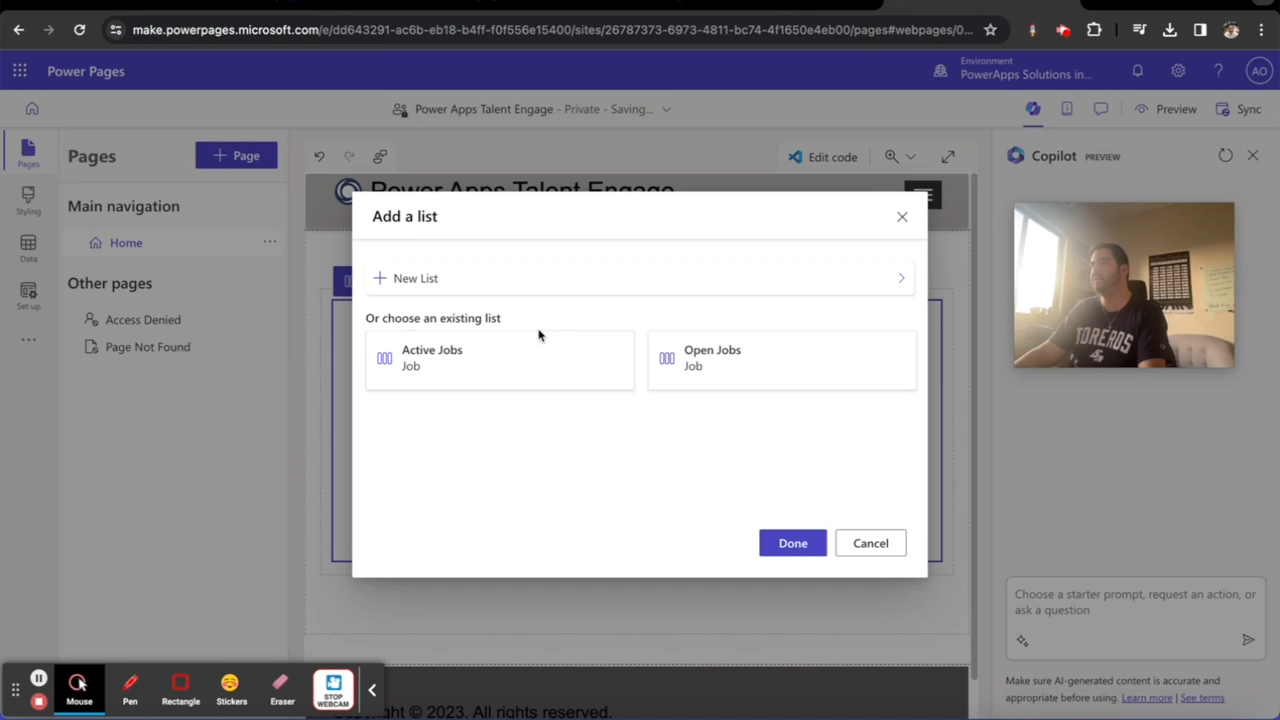 make.powerpages.microsoft.com/e/dd643291-ac6b-eb18-b4ff-f0f556e15400/sites/26787373-6973-4811-bc74-4f1650e4eb00/pages#webpages/0...
Power Pages
Environment
PowerApps Solutions in...
AO
Power Apps Talent Engage - Private - Saving...
Preview
Sync
Pages
Styling
Data
Set up
Pages
+ Page
Main navigation
Home
Other pages
Access Denied
Page Not Found
Edit code
Power Apps Talent Engage
Add a list
New List
Or choose an existing list
Active Jobs
Job
Open Jobs
Job
Done
Cancel
Copyright © 2023. All rights reserved.
Copilot PREVIEW
TOREROS
Choose a starter prompt, request an action, or
ask a question
Make sure AI-generated content is accurate and
appropriate before using. Learn more | See terms
Mouse
Pen
Rectangle
Stickers
Eraser
STOP
WEBCAM